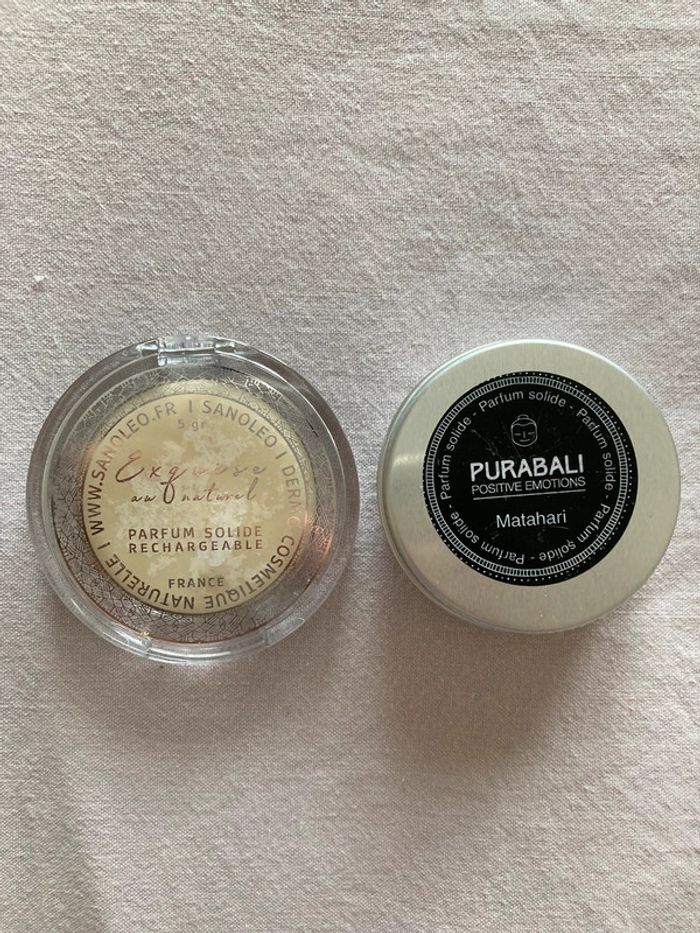 WWW.SANOLEO.FR | SANOLEO | DERMO COSMETIQUE NATURELLE |
5 gr
Exquise
au naturel
PARFUM SOLIDE
RECHARGEABLE
FRANCE
Parfum solide - Parfum solide - Parfum solide - Parfum solide - Parfum solide -
PURABALI
POSITIVE EMOTIONS
Matahari